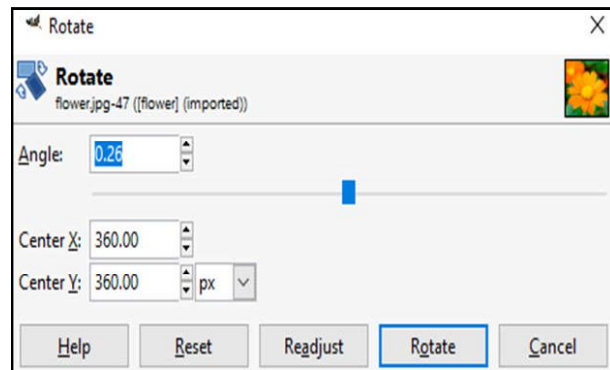 Rotate
X
Rotate
flower.jpg-47 ([flower] (imported))
Angle: 0.26
Center X: 360.00
Center Y: 360.00 px
Help Reset Readjust Rotate Cancel